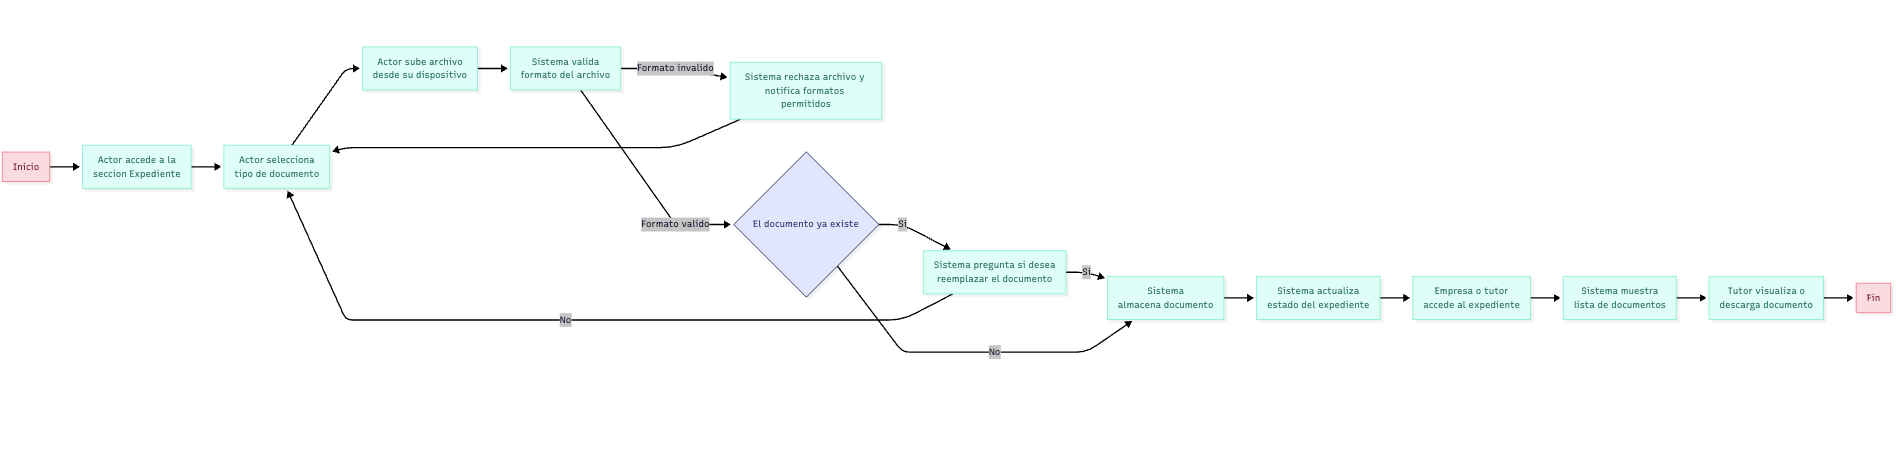 Inicio
Actor accede a la
seccion Expediente
Actor selecciona
tipo de documento
Actor sube archivo
desde su dispositivo
Sistema valida
formato del archivo
Formato invalido
Sistema rechaza archivo y
notifica formatos
permitidos
Formato valido
El documento ya existe
Si
Sistema pregunta si desea
reemplazar el documento
Si
No
No
Sistema
almacena documento
Sistema actualiza
estado del expediente
Empresa o tutor
accede al expediente
Sistema muestra
lista de documentos
Tutor visualiza o
descarga documento
Fin